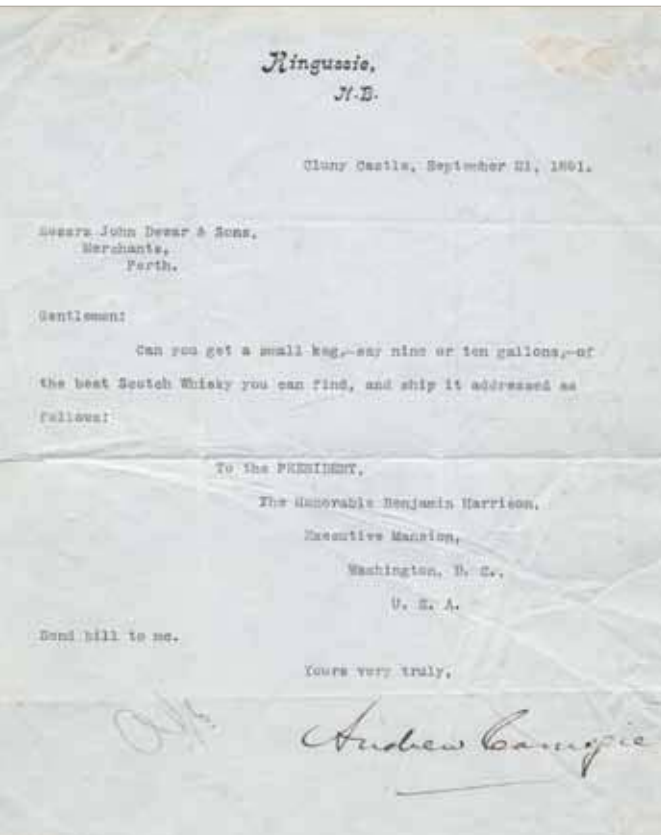 Kingussie,
N.B.
Cluny Castle, September 21, 1891.
Messrs John Dewar & Sons,
Merchants,
Perth.
Gentlemen:
Can you get a small keg,—say nine or ten gallons,—of
the best Scotch Whisky you can find, and ship it addressed as
follows:
To the PRESIDENT,
The Honorable Benjamin Harrison,
Executive Mansion,
Washington, D. C.,
U. S. A.
Send bill to me.
Yours very truly,
Andrew Carnegie